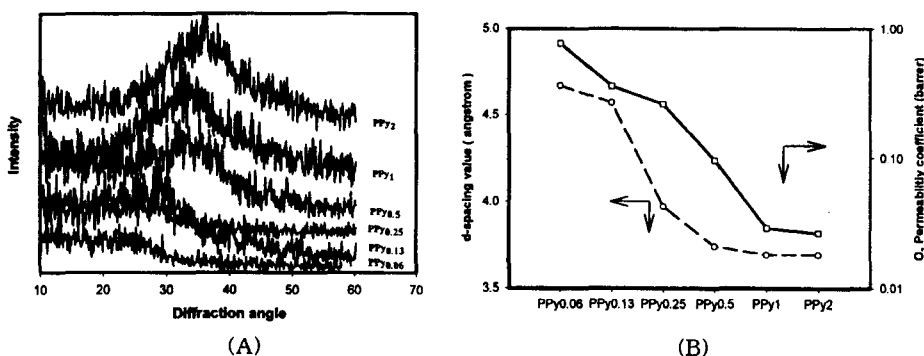 Intensity
PPy2
PPy1
PPy0.5
PPy0.25
PPy0.13
PPy0.06
10 20 30 40 50 60 70
Diffraction angle
(A)
d-spacing value ( angstrom )
5.0
4.5
4.0
3.5
1.00
0.10
0.01
O, Permeability coefficient (barrer)
PPy0.06 PPy0.13 PPy0.25 PPy0.5 PPy1 PPy2
(B)